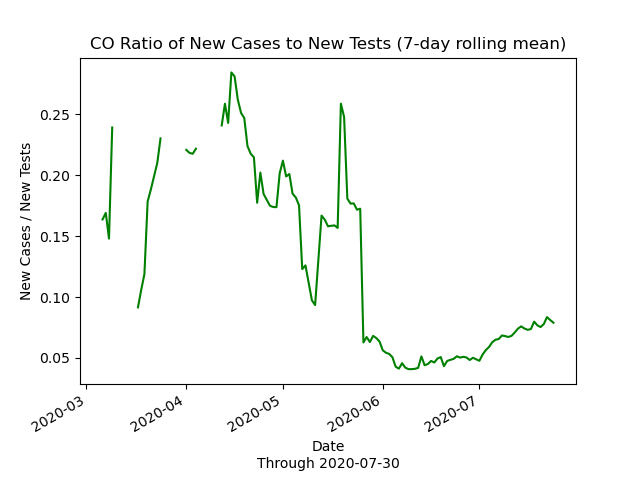 CO Ratio of New Cases to New Tests (7-day rolling mean)
New Cases / New Tests
0.25
0.20
0.15
0.10
0.05
2020-03
2020-04
2020-05
2020-06
2020-07
Date
Through 2020-07-30